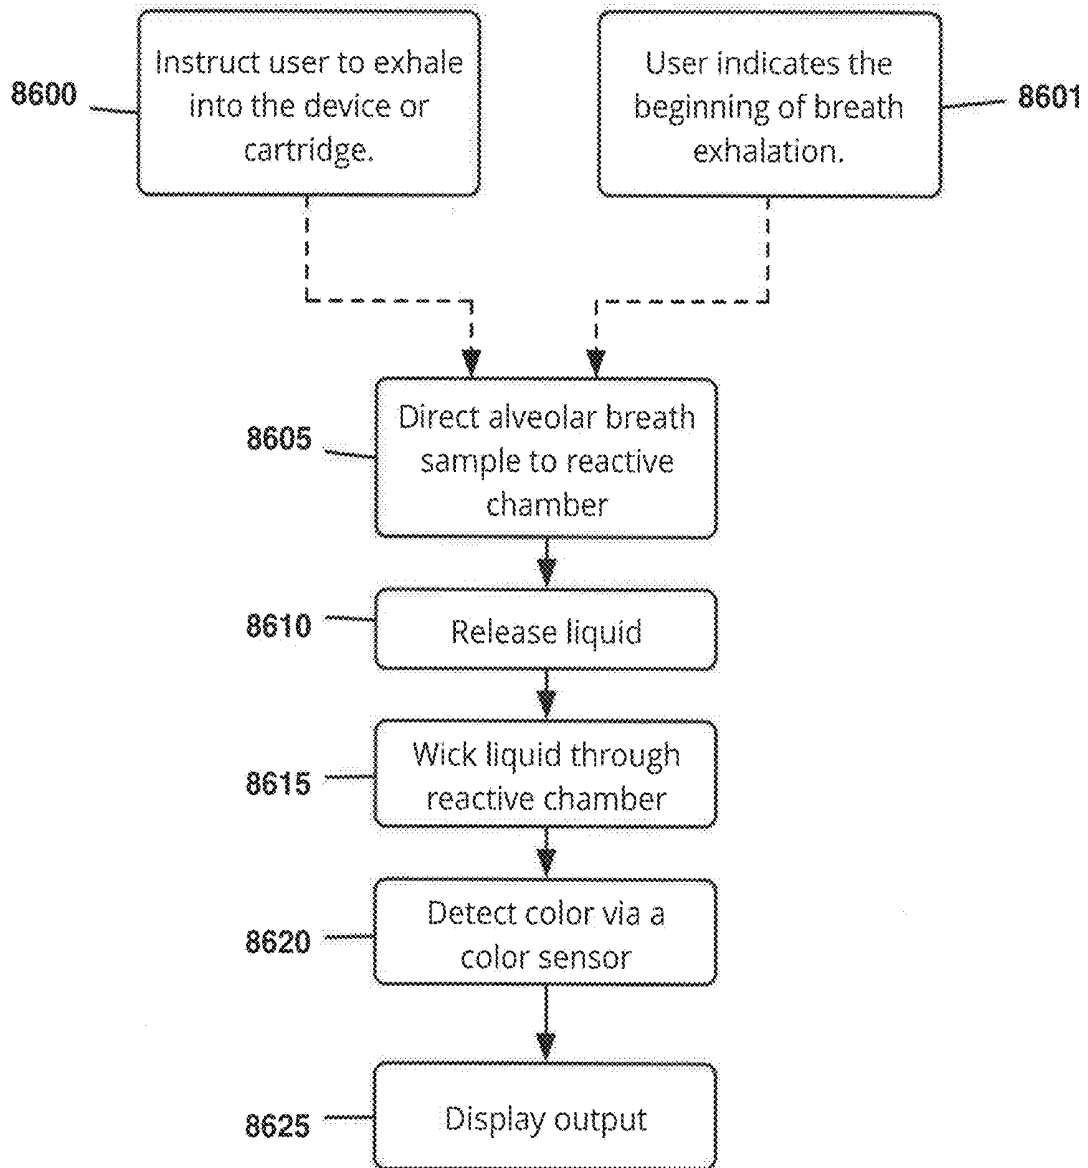 8600
Instruct user to exhale
into the device or
cartridge.
User indicates the
beginning of breath
exhalation.
8601
8605
Direct alveolar breath
sample to reactive
chamber
8610
Release liquid
8615
Wick liquid through
reactive chamber
8620
Detect color via a
color sensor
8625
Display output